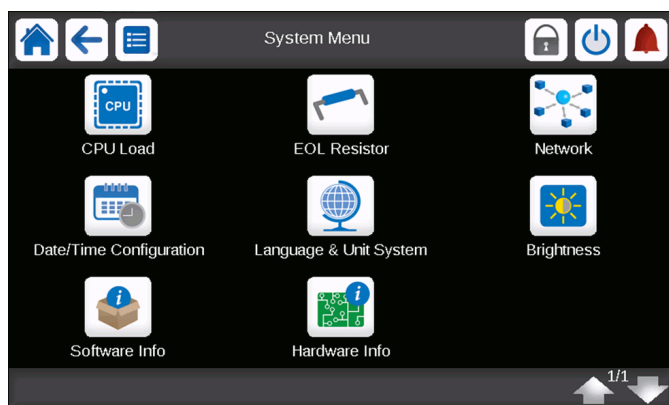 System Menu
CPU
CPU Load
EOL Resistor
Network
Date/Time Configuration
Language & Unit System
Brightness
i
Software Info
i
Hardware Info
1/1